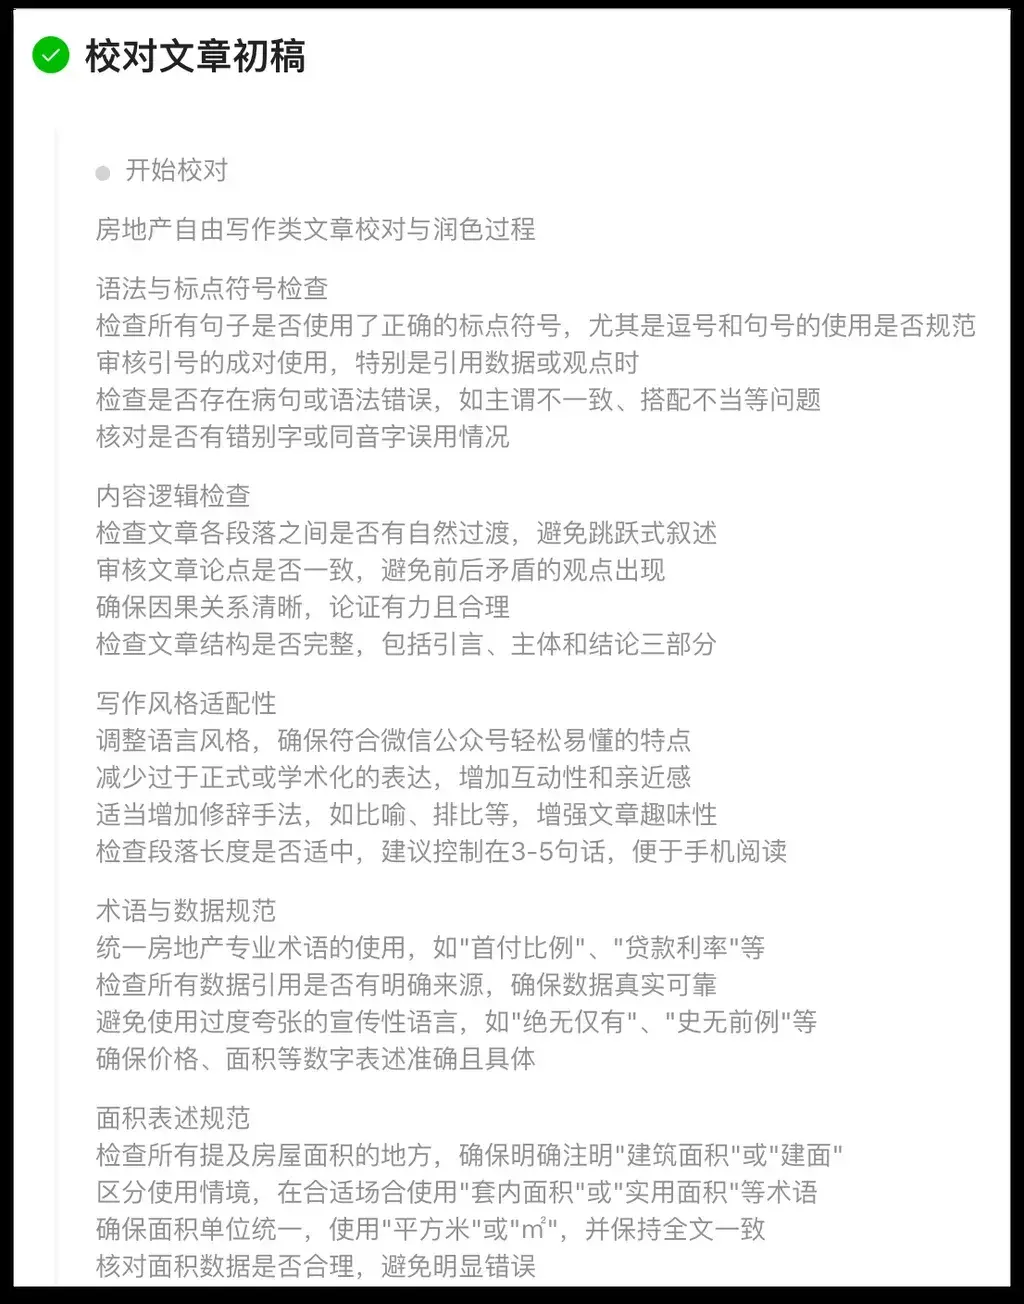 校对文章初稿
开始校对
房地产自由写作类文章校对与润色过程
语法与标点符号检查
检查所有句子是否使用了正确的标点符号，尤其是逗号和句号的使用是否规范
审核引号的成对使用，特别是引用数据或观点时
检查是否存在病句或语法错误，如主谓不一致、搭配不当等问题
核对是否有错别字或同音字误用情况
内容逻辑检查
检查文章各段落之间是否有自然过渡，避免跳跃式叙述
审核文章论点是否一致，避免前后矛盾的观点出现
确保因果关系清晰，论证有力且合理
检查文章结构是否完整，包括引言、主体和结论三部分
写作风格适配性
调整语言风格，确保符合微信公众号轻松易懂的特点
减少过于正式或学术化的表达，增加互动性和亲近感
适当增加修辞手法，如比喻、排比等，增强文章趣味性
检查段落长度是否适中，建议控制在3-5句话，便于手机阅读
术语与数据规范
统一房地产专业术语的使用，如"首付比例"、"贷款利率"等
检查所有数据引用是否有明确来源，确保数据真实可靠
避免使用过度夸张的宣传性语言，如"绝无仅有"、"史无前例"等
确保价格、面积等数字表述准确且具体
面积表述规范
检查所有提及房屋面积的地方，确保明确注明"建筑面积"或"建面"
区分使用情境，在合适场合使用"套内面积"或"实用面积"等术语
确保面积单位统一，使用"平方米"或"㎡"，并保持全文一致
核对面积数据是否合理，避免明显错误